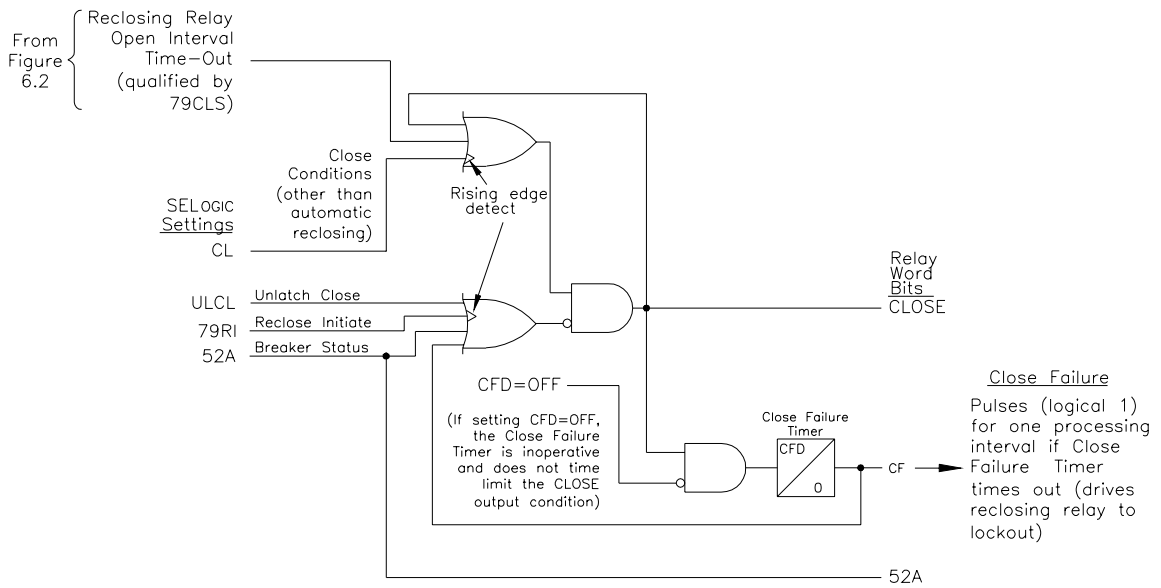 From
Figure
6.2
Reclosing Relay
Open Interval
Time-Out
(qualified by
79CLS)
Close
Conditions
(other than
automatic
reclosing)
Rising edge
detect
SELOGIC
Settings
CL
ULCL
Unlatch Close
79RI
Reclose Initiate
52A
Breaker Status
Relay
Word
Bits
CLOSE
CFD=OFF
(If setting CFD=OFF,
the Close Failure
Timer is inoperative
and does not time
limit the CLOSE
output condition)
Close Failure
Timer
CFD
0
CF
Close Failure
Pulses (logical 1)
for one processing
interval if Close
Failure Timer
times out (drives
reclosing relay to
lockout)
52A